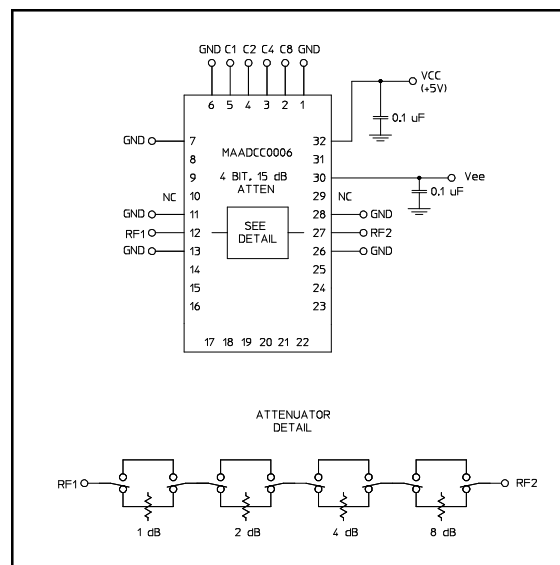 GND C1 C2 C4 C8 GND
6 5 4 3 2 1
VCC
(+5V)
0.1 uF
GND 7 32
MAADCC0006
8 31
9 4 BIT, 15 dB 30 Vee
ATTEN
0.1 uF
NC 10 29 NC
GND 11 28 GND
RF1 12 SEE 27 RF2
DETAIL
GND 13 26 GND
14 25
15 24
16 23
17 18 19 20 21 22
ATTENUATOR
DETAIL
RF1 RF2
1 dB 2 dB 4 dB 8 dB